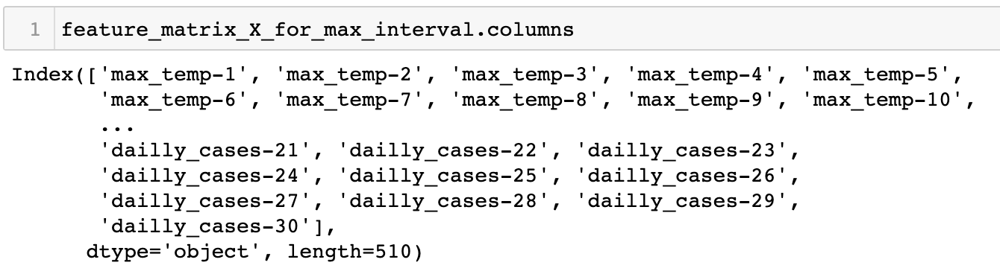 1 feature_matrix_X_for_max_interval.columns
Index(['max_temp-1', 'max_temp-2', 'max_temp-3', 'max_temp-4', 'max_temp-5',
'max_temp-6', 'max_temp-7', 'max_temp-8', 'max_temp-9', 'max_temp-10',
...
'dailly_cases-21', 'dailly_cases-22', 'dailly_cases-23',
'dailly_cases-24', 'dailly_cases-25', 'dailly_cases-26',
'dailly_cases-27', 'dailly_cases-28', 'dailly_cases-29',
'dailly_cases-30'],
dtype='object', length=510)